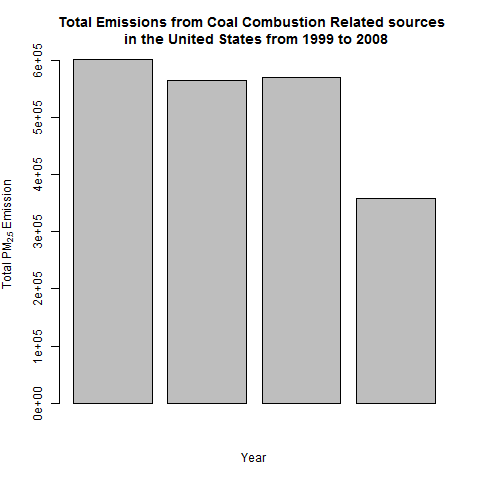 Total Emissions from Coal Combustion Related sources
in the United States from 1999 to 2008
6e+05
5e+05
4e+05
3e+05
2e+05
1e+05
0e+00
Total PM2.5 Emission
Year